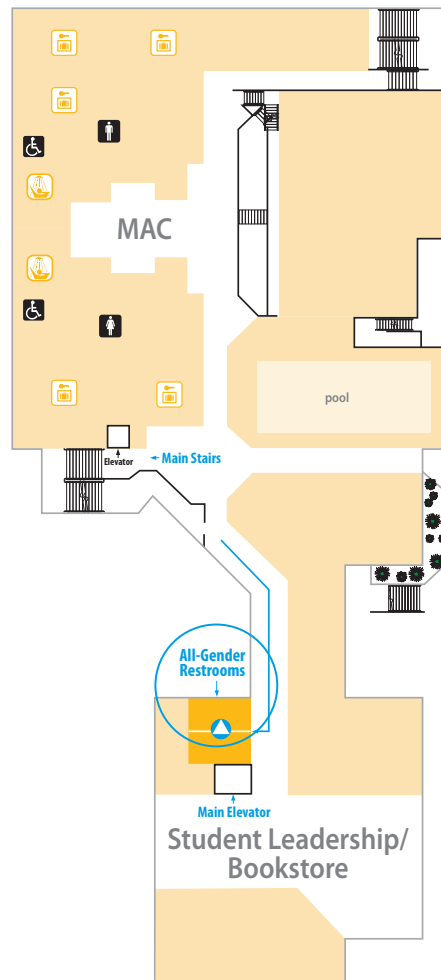 MAC
pool
Elevator
Main Stairs
All-Gender
Restrooms
Main Elevator
Student Leadership/
Bookstore